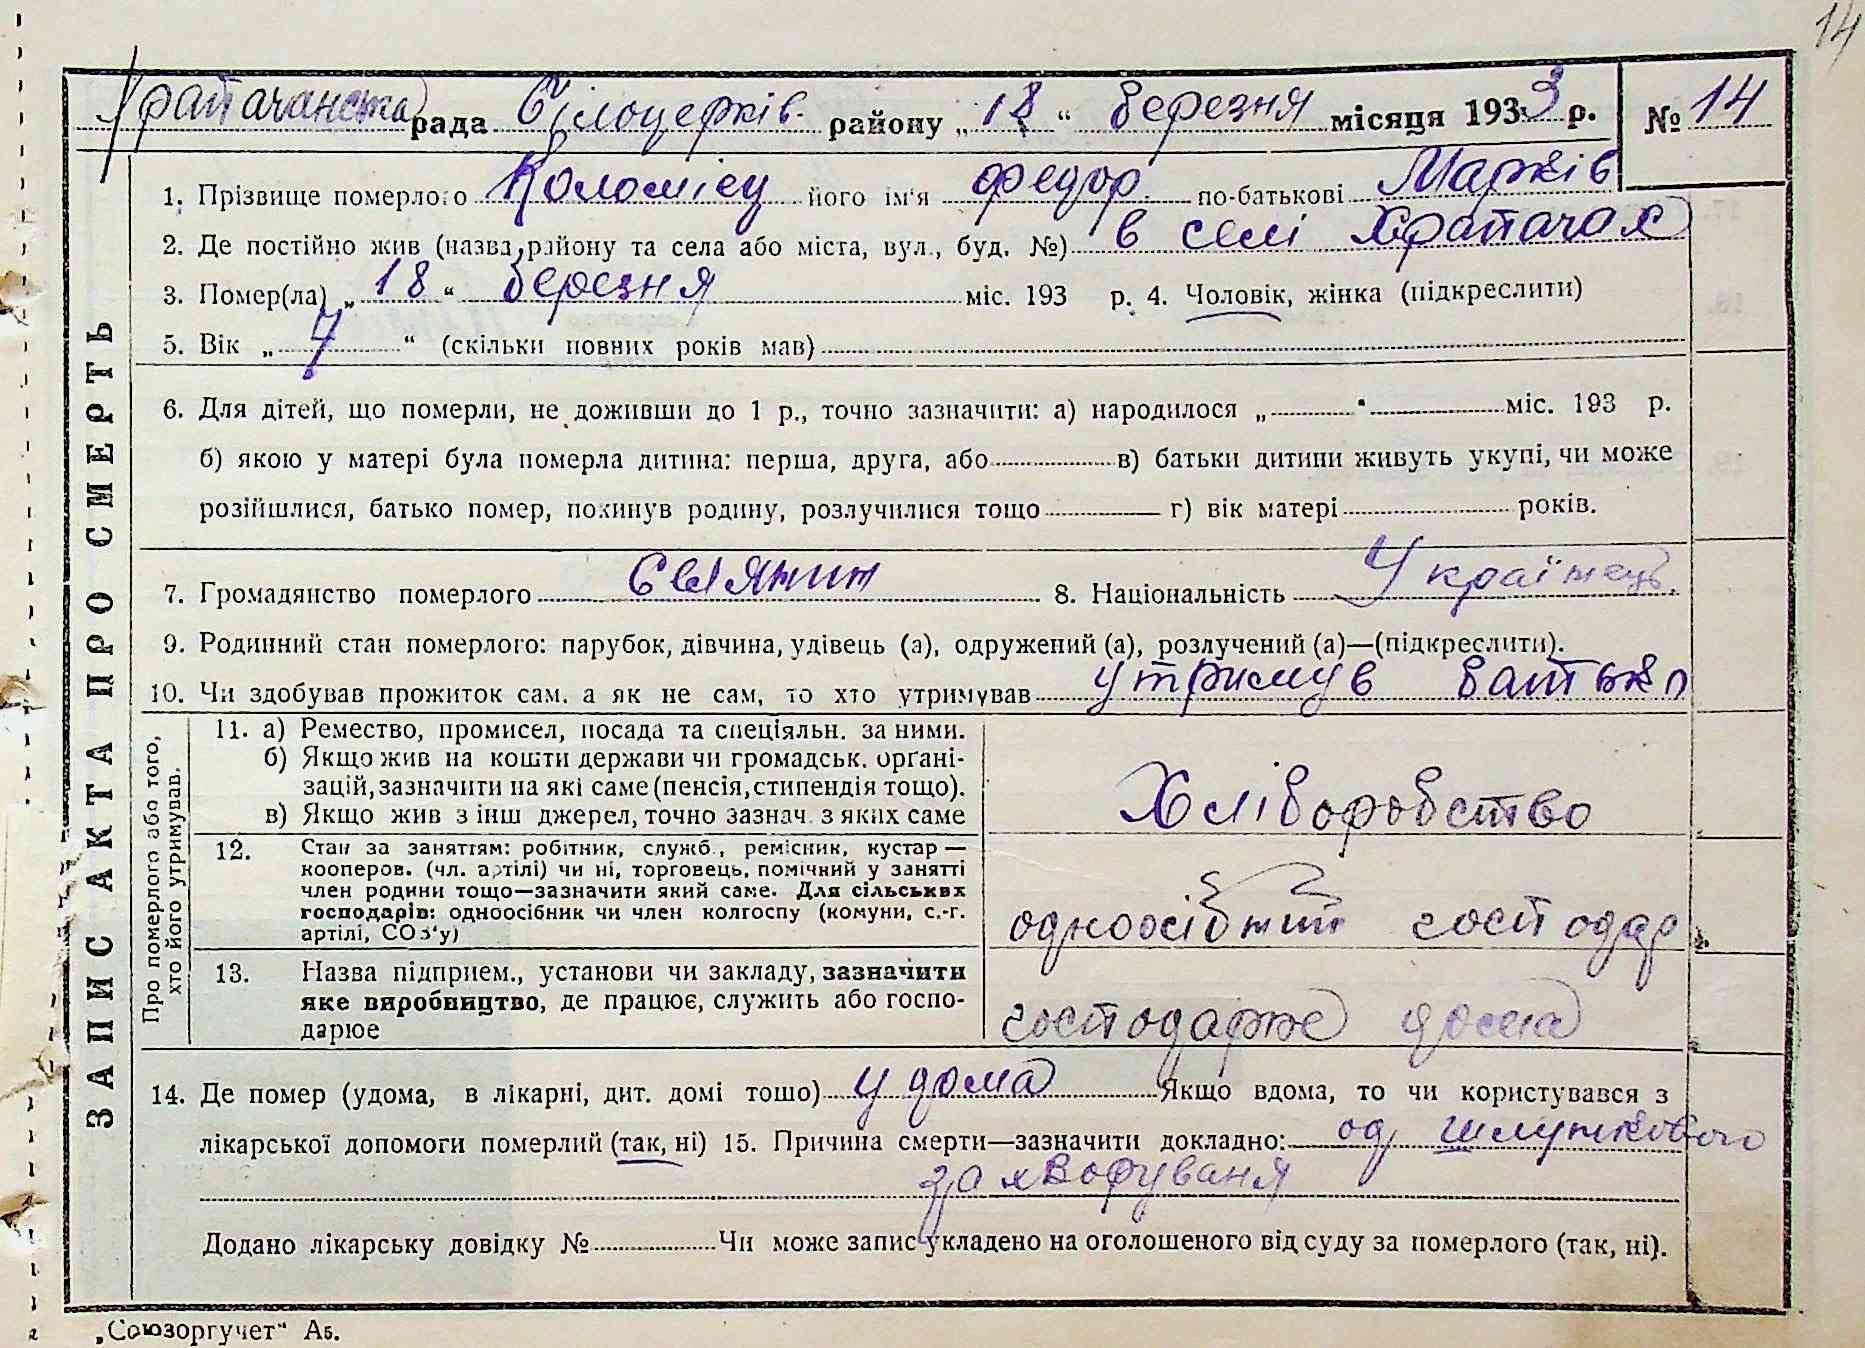 14
Храпачанська рада Білоцерків. району „18“ березня місяця 1933 р. № 14
1. Прізвище померлого Коломієц його ім'я Федор. по-батькові Марків
2. Де постійно жив (назва району та села або міста, вул., буд. №) в селі Храпачах
3. Помер(ла) „18“ березня міс. 193 р. 4. Чоловік, жінка (підкреслити)
5. Вік „7“ (скільки повних років мав)
6. Для дітей, що померли, не доживши до 1 р., точно зазначити: а) народилося „ “ міс. 193 р.
б) якою у матері була померла дитина: перша, друга, або в) батьки дитини живуть укупі, чи може
розійшлися, батько помер, покинув родину, розлучилися тощо г) вік матері років.
7. Громадянство померлого Селянин 8. Національність Українець.
9. Родинний стан померлого: парубок, дівчина, удівець (а), одружений (а), розлучений (а)—(підкреслити).
10. Чи здобував прожиток сам. а як не сам, то хто утримував утримув батько
ЗАПИС АКТА ПРО СМЕРТЬ
Про померлого або того,
хто його утримував.
11. а) Ремество, промисел, посада та спеціяльн. за ними.
б) Якщо жив на кошти держави чи громадськ. органі-
зацій, зазначити на які саме (пенсія, стипендія тощо).
в) Якщо жив з інш джерел, точно зазнач. з яких саме
Хліборобство
12. Стан за заняттям: робітник, служб., ремісник, кустар—
кооперов. (чл. артілі) чи ні, торговець, помічний у занятті
член родини тощо—зазначити який саме. Для сільських
господарів: одноосібник чи член колгоспу (комуни, с.-г.
артілі, СОЗ'у)
одноосібний господар
13. Назва підприєм., установи чи закладу, зазначити
яке виробництво, де працює, служить або госпо-
дарює
господарює дома
14. Де помер (удома, в лікарні, дит. домі тощо) у дома Якщо вдома, то чи користувався з
лікарської допомоги померлий (так, ні) 15. Причина смерти—зазначити докладно: од шлункового
захворуваня
Додано лікарську довідку № Чи може запис укладено на оголошеного від суду за померлого (так, ні).
„Союзоргучет“ А5.